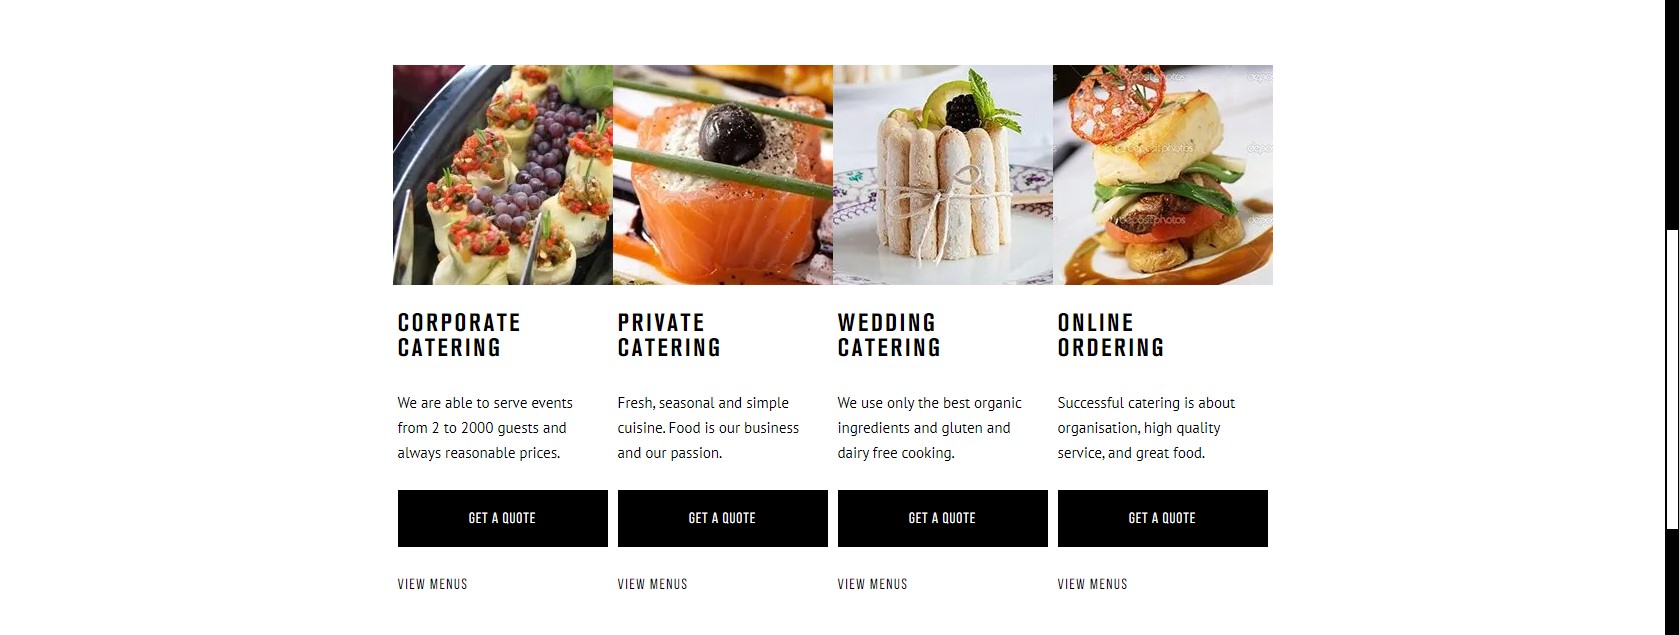 CORPORATE
CATERING
We are able to serve events
from 2 to 2000 guests and
always reasonable prices.
GET A QUOTE
VIEW MENUS
PRIVATE
CATERING
Fresh, seasonal and simple
cuisine. Food is our business
and our passion.
GET A QUOTE
VIEW MENUS
WEDDING
CATERING
We use only the best organic
ingredients and gluten and
dairy free cooking.
GET A QUOTE
VIEW MENUS
depositphotos
depositphotos
ONLINE
ORDERING
Successful catering is about
organisation, high quality
service, and great food.
GET A QUOTE
VIEW MENUS